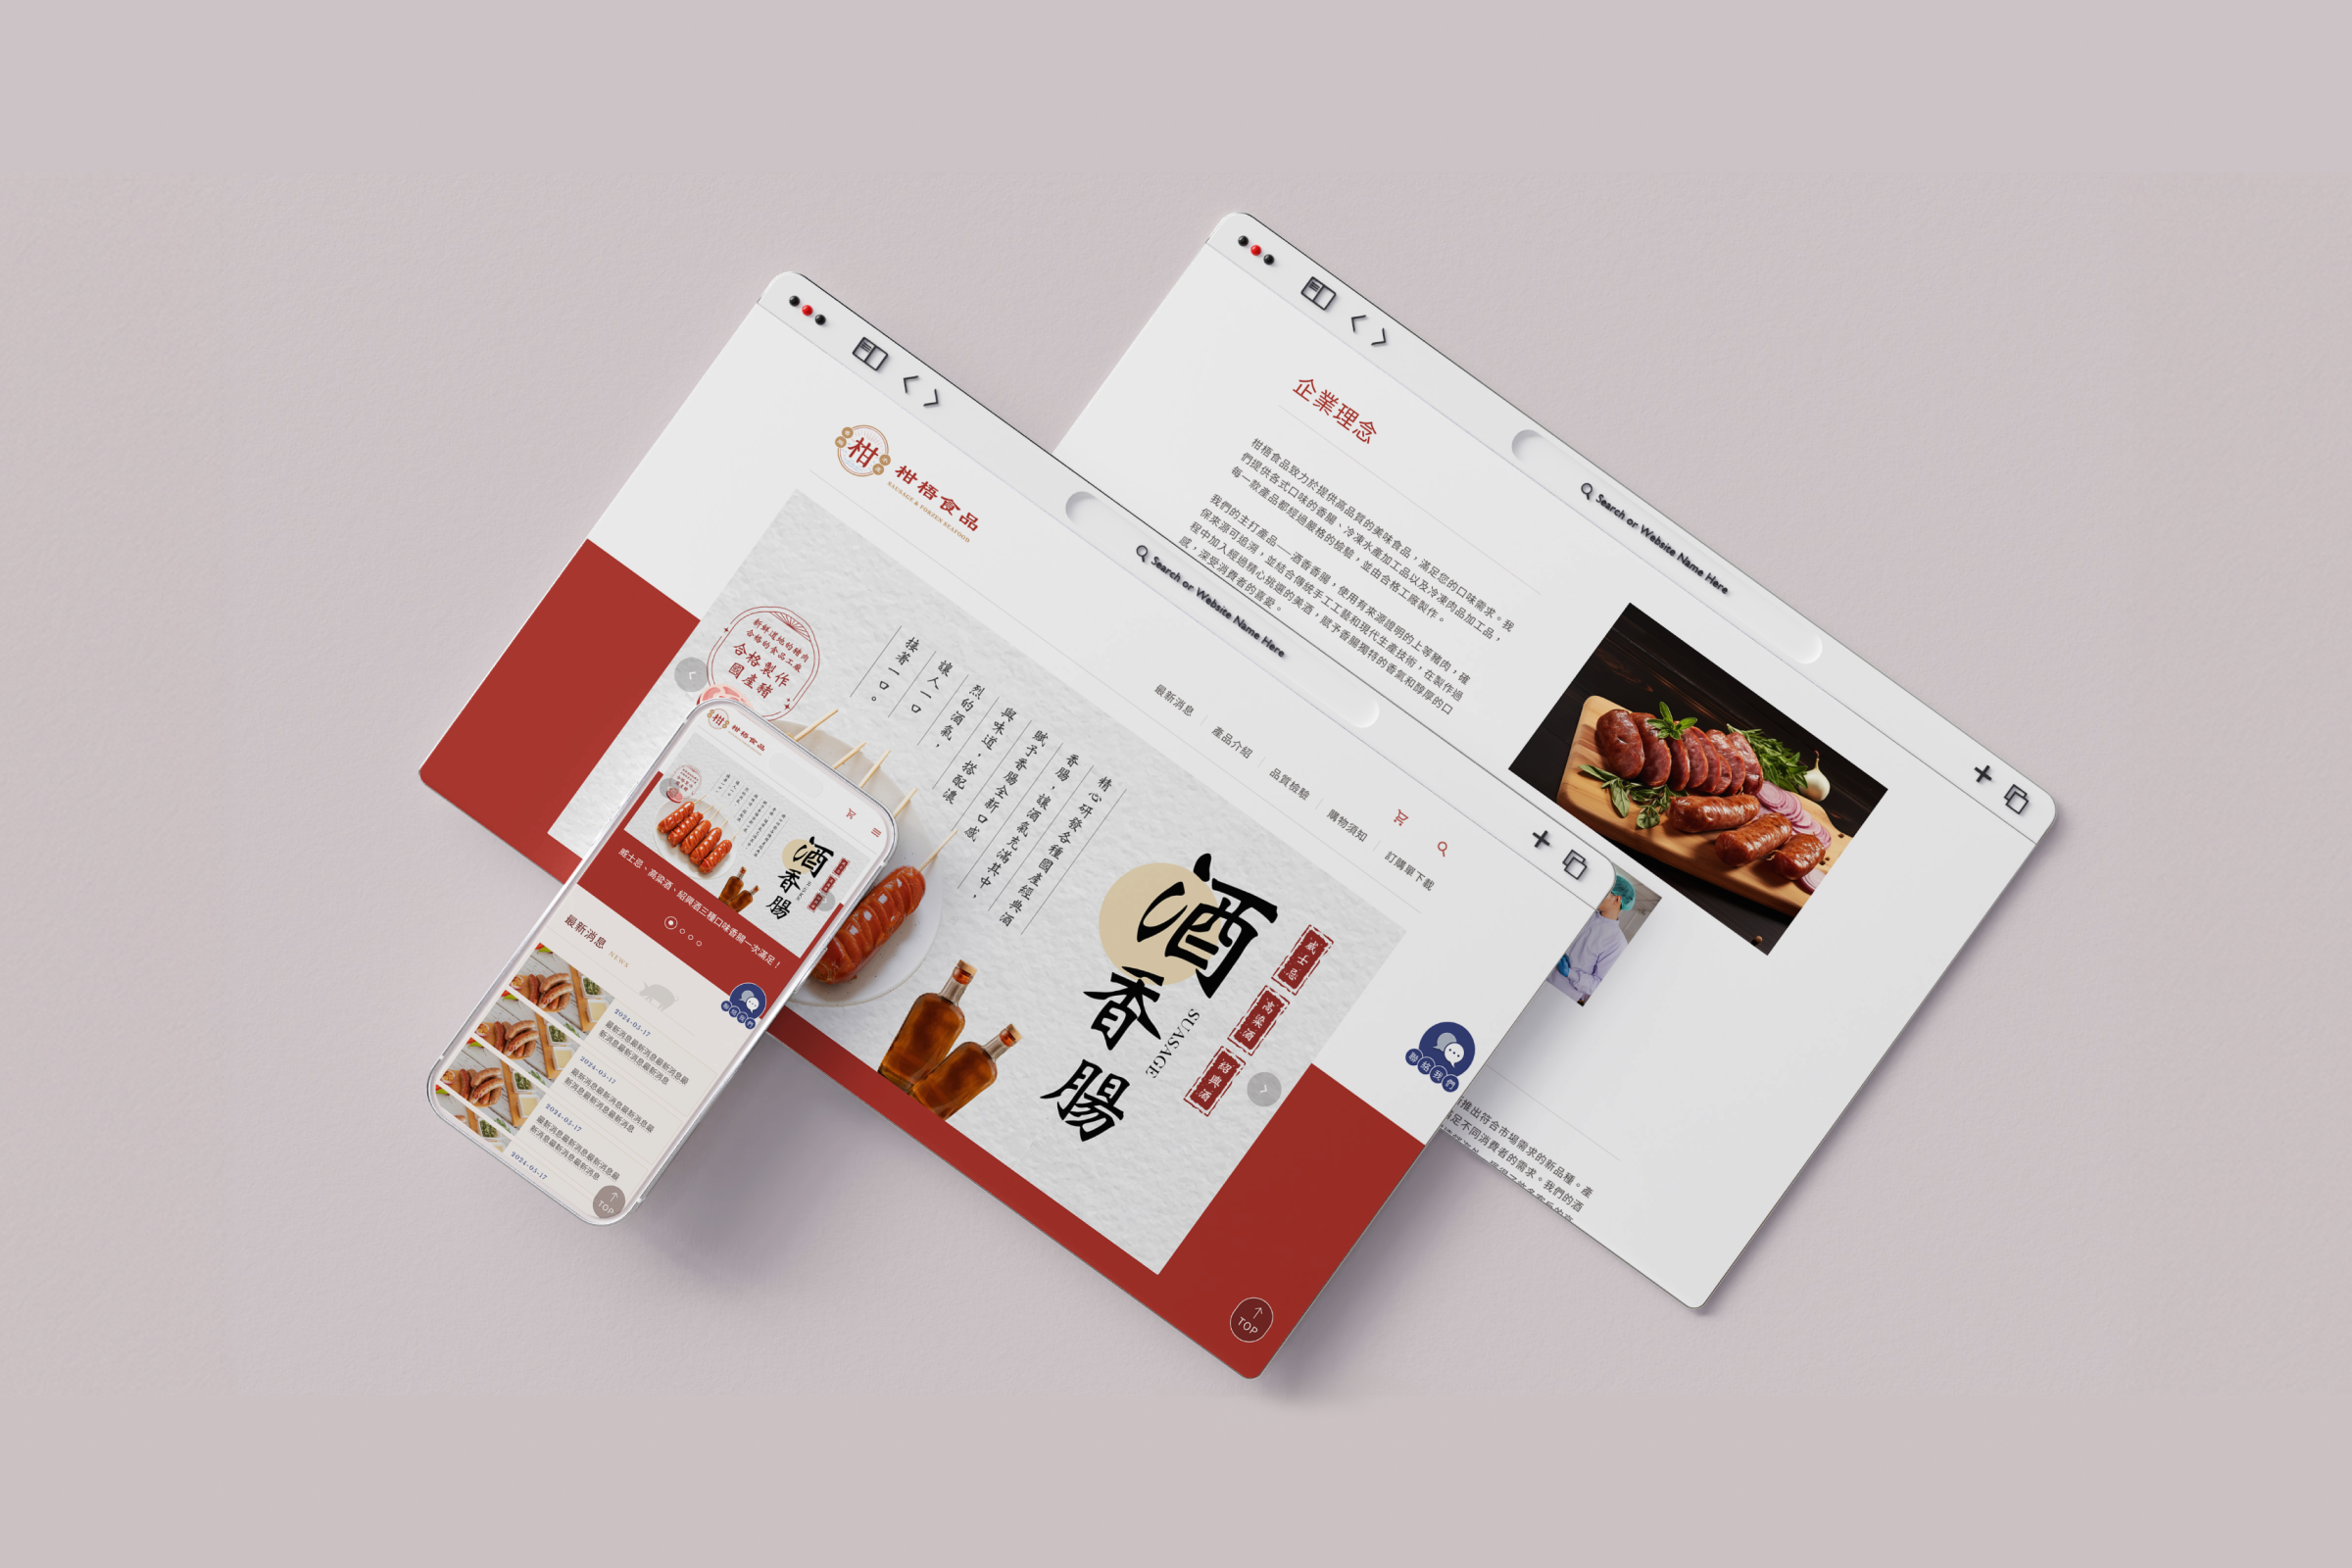 企業理念
柑梧食品致力於提供高品質的美味食品，滿足您的口味需求。我
們提供各式口味的香腸、冷凍水產加工品以及冷凍肉品加工品，
每一款產品都經過嚴格的檢驗，並由合格工廠製作。
我們的主打產品——酒香香腸，使用有來源證明的上等豬肉，確
保來源可追溯，並結合傳統手工工藝和現代生產技術，在製作過
程中加入經過精心挑選的美酒，賦予香腸獨特的香氣和醇厚的口
感，深受消費者的喜愛。
Search or Website Name Here
推出符合市場需求的新品種。產
足不同消費者的需求。我們的酒
柑
柑梧食品
SAUSAGE & FORZEN SEAFOOD
Search or Website Name Here
最新消息
產品介紹
品質檢驗
購物須知
訂購單下載
新鮮道地的豬肉
合格的食品工廠
合格製作
國產豬
精心研發各種國產經典酒
香腸，讓酒氣充滿其中，
賦予香腸全新口感
與味道，搭配濃
烈的酒氣，
讓人一口
接著一口。
酒香腸
SUASAGE
威士忌
高粱酒
紹興酒
聯絡我們
TOP
柑
柑梧食品
酒香腸
威士忌、高粱酒、紹興酒三種口味香腸一次滿足！
最新消息 NEWS
聯絡我們
2024-05-17
最新消息最新消息最新消息最
新消息最新消息最新消息
2024-05-17
最新消息最新消息最新消息最
新消息最新消息最新消息
2024-05-17
最新消息最新消息最新消息最
新消息最新消息最新消息
2024-05-17
TOP